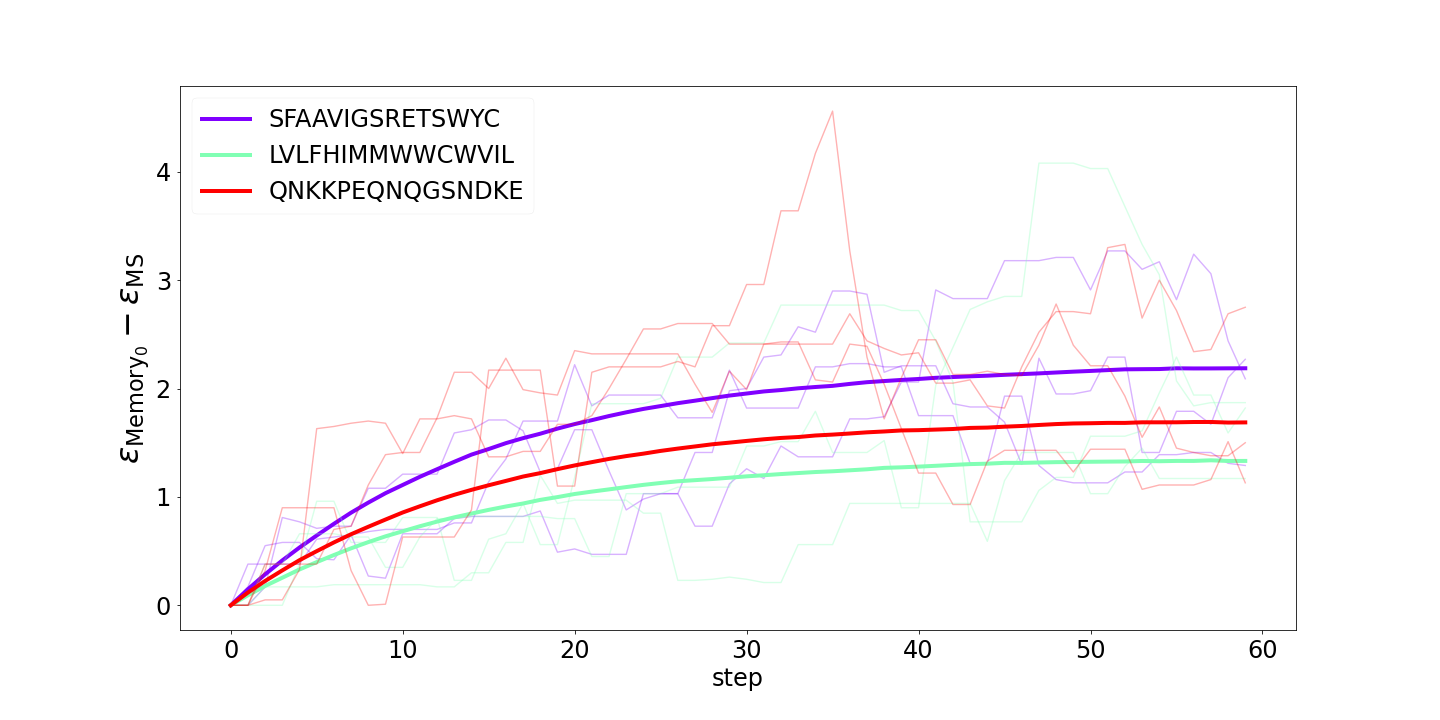 SFAAVIGSRETSWYC
LVLFHIMMWWCWVIL
QNKKPEQNQGSNDKE
ε_Memory₀ − ε_MS
4
3
2
1
0
0 10 20 30 40 50 60
step